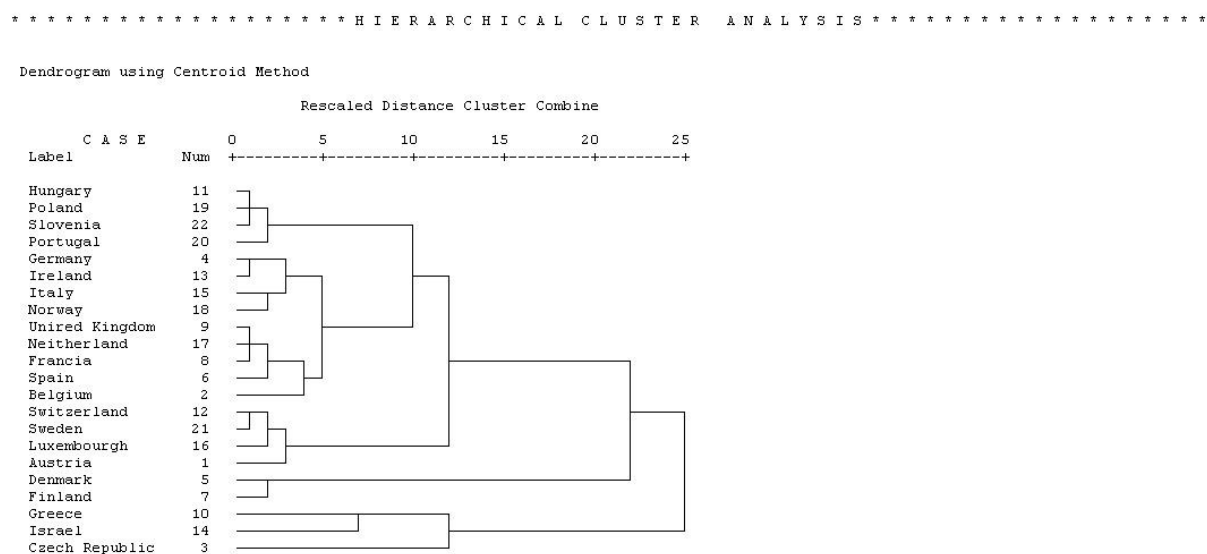 * * * * * * * * * * * * * * * * * * * H I E R A R C H I C A L   C L U S T E R   A N A L Y S I S * * * * * * * * * * * * * * * * * * *
Dendrogram using Centroid Method
Rescaled Distance Cluster Combine
C A S E 0 5 10 15 20 25
Label Num +---------+---------+---------+---------+---------+
Hungary 11
Poland 19
Slovenia 22
Portugal 20
Germany 4
Ireland 13
Italy 15
Norway 18
Unired Kingdom 9
Neitherland 17
Francia 8
Spain 6
Belgium 2
Switzerland 12
Sweden 21
Luxembourgh 16
Austria 1
Denmark 5
Finland 7
Greece 10
Israel 14
Czech Republic 3